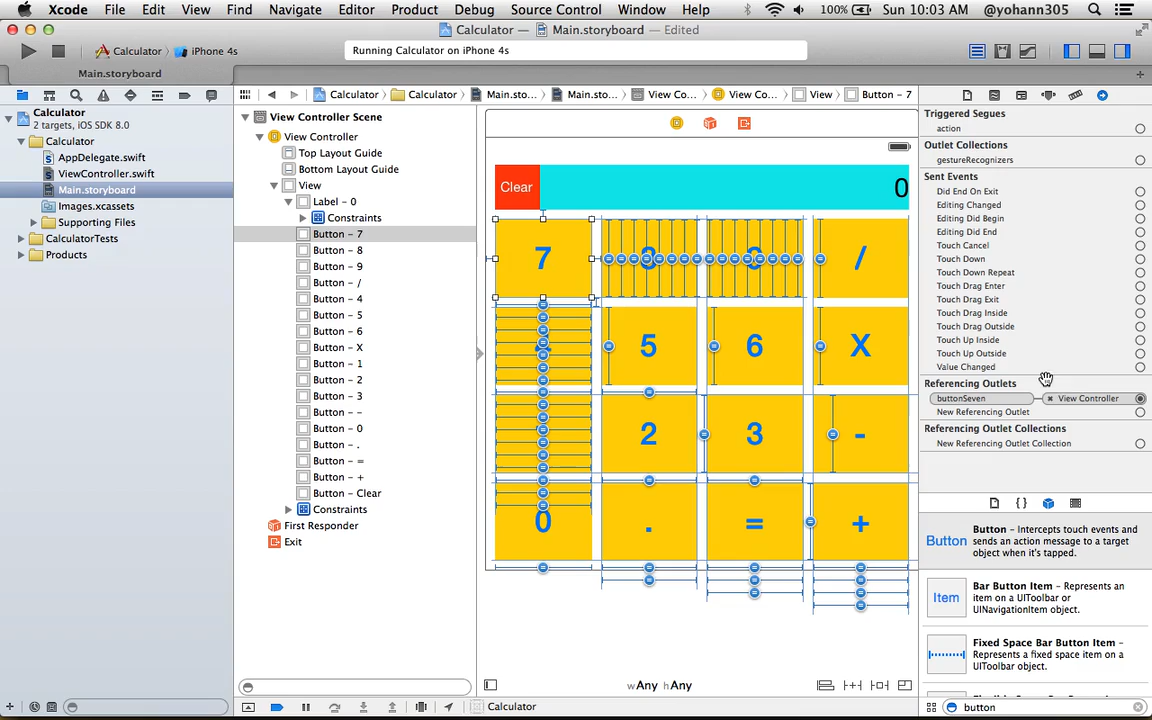 Xcode File Edit View Find Navigate Editor Product Debug Source Control Window Help 100% Sun 10:03 AM @yohann305
Calculator — Main.storyboard — Edited
Calculator iPhone 4s
Running Calculator on iPhone 4s
Main.storyboard
Calculator Calculator Main.sto... Main.sto... View Co... View Co... View Button - 7
Calculator
2 targets, iOS SDK 8.0
Calculator
AppDelegate.swift
ViewController.swift
Main.storyboard
Images.xcassets
Supporting Files
CalculatorTests
Products
View Controller Scene
View Controller
Top Layout Guide
Bottom Layout Guide
View
Label - 0
Constraints
Button - 7
Button - 8
Button - 9
Button - /
Button - 4
Button - 5
Button - 6
Button - X
Button - 1
Button - 2
Button - 3
Button - -
Button - 0
Button - .
Button - =
Button - +
Button - Clear
Constraints
First Responder
Exit
Clear 0
7 /
5 6 X
2 3 -
0 . = +
wAny hAny
Calculator
Triggered Segues
action
Outlet Collections
gestureRecognizers
Sent Events
Did End On Exit
Editing Changed
Editing Did Begin
Editing Did End
Touch Cancel
Touch Down
Touch Down Repeat
Touch Drag Enter
Touch Drag Exit
Touch Drag Inside
Touch Drag Outside
Touch Up Inside
Touch Up Outside
Value Changed
Referencing Outlets
buttonSeven View Controller
New Referencing Outlet
Referencing Outlet Collections
New Referencing Outlet Collection
Button
Button - Intercepts touch events and
sends an action message to a target
object when it's tapped.
Item
Bar Button Item - Represents an
item on a UIToolbar or
UINavigationItem object.
Fixed Space Bar Button Item -
Represents a fixed space item on a
UIToolbar object.
button